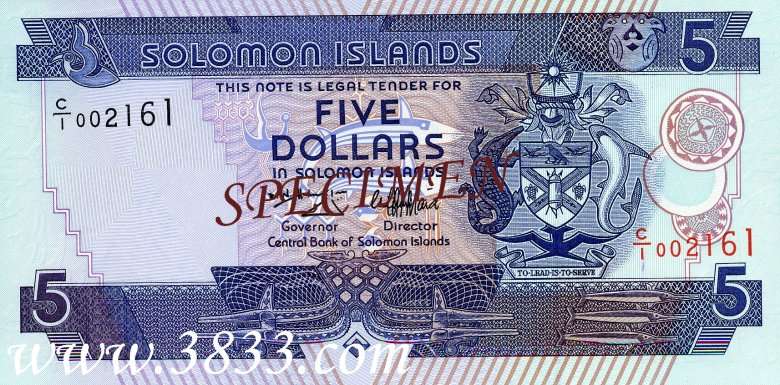 SOLOMON ISLANDS 5
THIS NOTE IS LEGAL TENDER FOR
C/1 002161
FIVE
DOLLARS
IN SOLOMON ISLANDS
SPECIMEN
Governor Director
Central Bank of Solomon Islands
C/1 002161
TO·LEAD·IS·TO·SERVE
5 5
www.3833.com